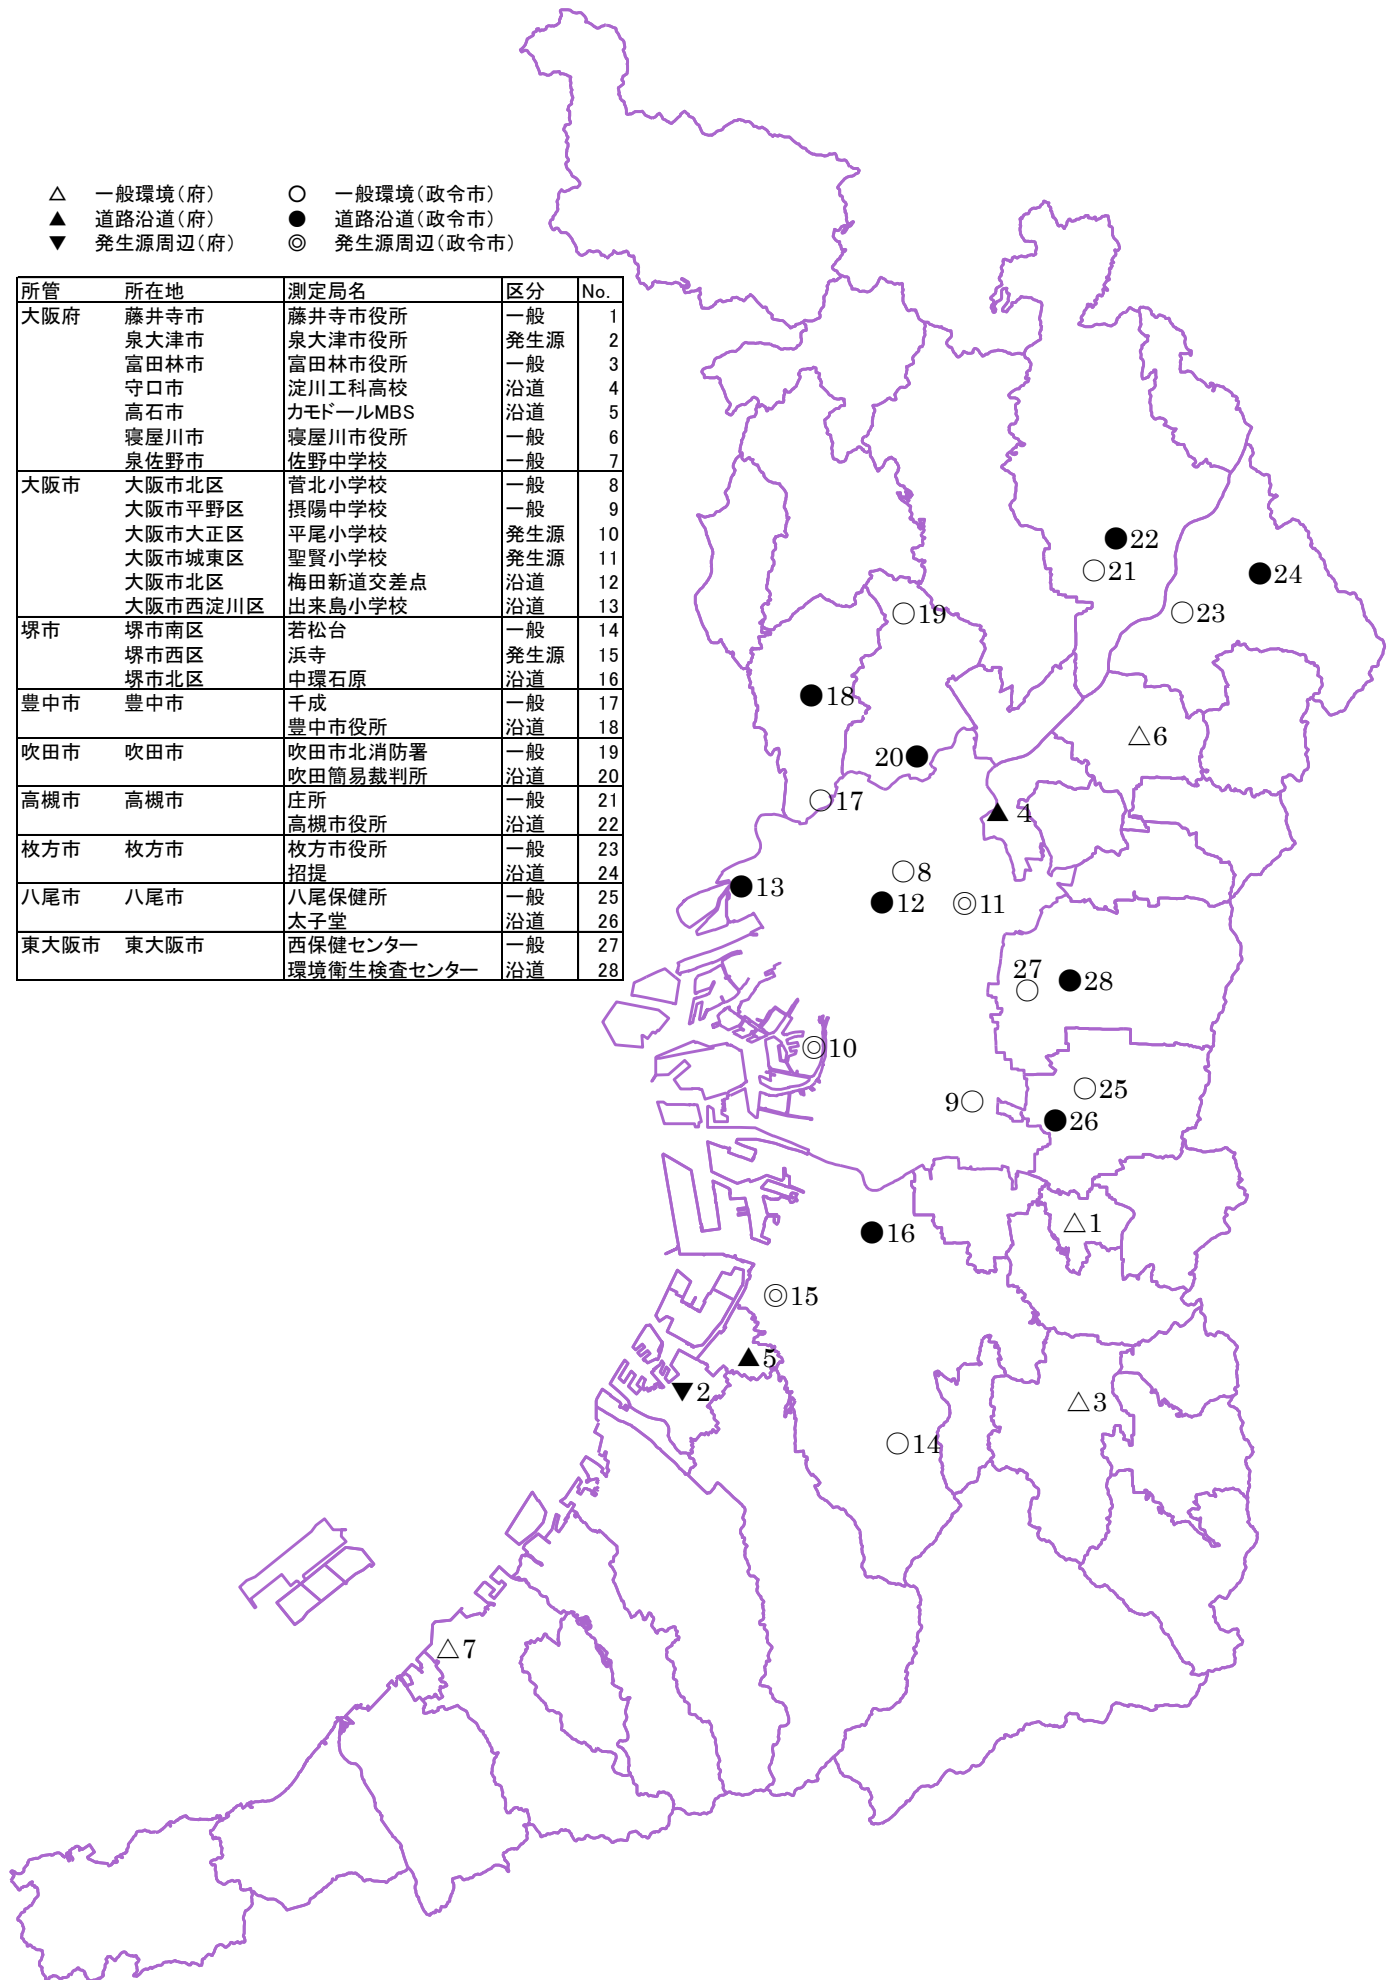 △ 一般環境(府) ○ 一般環境(政令市)
▲ 道路沿道(府) ● 道路沿道(政令市)
▼ 発生源周辺(府) ◎ 発生源周辺(政令市)
所管 所在地 測定局名 区分 No.
大阪府 藤井寺市 藤井寺市役所 一般 1
泉大津市 泉大津市役所 発生源 2
富田林市 富田林市役所 一般 3
守口市 淀川工科高校 沿道 4
高石市 カモドールMBS 沿道 5
寝屋川市 寝屋川市役所 一般 6
泉佐野市 佐野中学校 一般 7
大阪市 大阪市北区 菅北小学校 一般 8
大阪市平野区 摂陽中学校 一般 9
大阪市大正区 平尾小学校 発生源 10
大阪市城東区 聖賢小学校 発生源 11
大阪市北区 梅田新道交差点 沿道 12
大阪市西淀川区 出来島小学校 沿道 13
堺市 堺市南区 若松台 一般 14
堺市西区 浜寺 発生源 15
堺市北区 中環石原 沿道 16
豊中市 豊中市 千成 一般 17
豊中市役所 沿道 18
吹田市 吹田市 吹田市北消防署 一般 19
吹田簡易裁判所 沿道 20
高槻市 高槻市 庄所 一般 21
高槻市役所 沿道 22
枚方市 枚方市 枚方市役所 一般 23
招提 沿道 24
八尾市 八尾市 八尾保健所 一般 25
太子堂 沿道 26
東大阪市 東大阪市 西保健センター 一般 27
環境衛生検査センター 沿道 28
●22
○21
●24
○23
○19
●18
△6
20●
○17
▲4
○8
●13
●12
◎11
27
○
●28
◎10
○25
9○
●26
△1
●16
◎15
▲5
▼2
△3
○14
△7